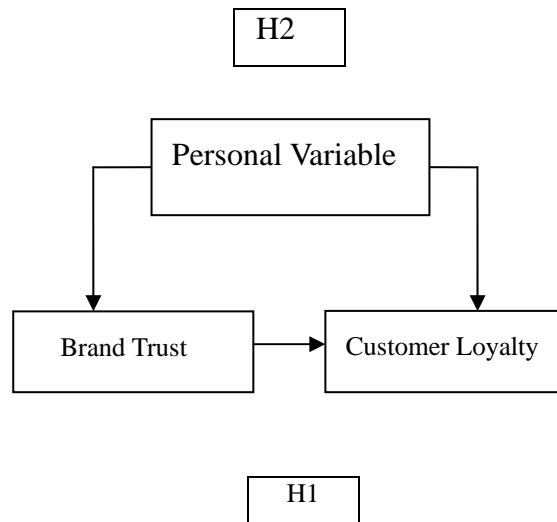 H2
Personal Variable
Brand Trust
Customer Loyalty
H1